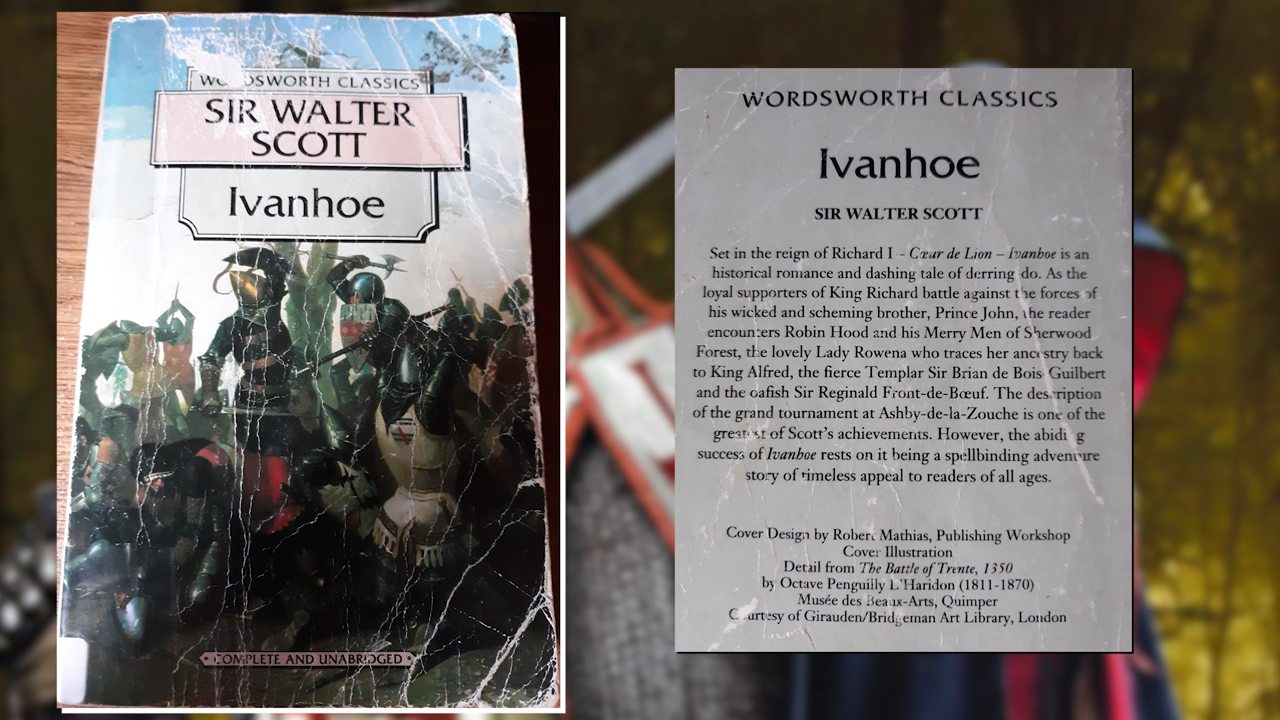 WORDSWORTH CLASSICS
SIR WALTER
SCOTT
Ivanhoe
COMPLETE AND UNABRIDGED
WORDSWORTH CLASSICS
Ivanhoe
SIR WALTER SCOTT
Set in the reign of Richard I - Cœur de Lion – Ivanhoe is an
historical romance and dashing tale of derring-do. As the
loyal supporters of King Richard battle against the forces of
his wicked and scheming brother, Prince John, the reader
encounters Robin Hood and his Merry Men of Sherwood
Forest, the lovely Lady Rowena who traces her ancestry back
to King Alfred, the fierce Templar Sir Brian de Bois-Guilbert
and the oafish Sir Reginald Front-de-Bœuf. The description
of the grand tournament at Ashby-de-la-Zouche is one of the
greatest of Scott's achievements. However, the abiding
success of Ivanhoe rests on it being a spellbinding adventure
story of timeless appeal to readers of all ages.
Cover Design by Robert Mathias, Publishing Workshop
Cover Illustration
Detail from The Battle of Trente, 1350
by Octave Penguilly L'Haridon (1811-1870)
Musée des Beaux-Arts, Quimper
Courtesy of Girauden/Bridgeman Art Library, London